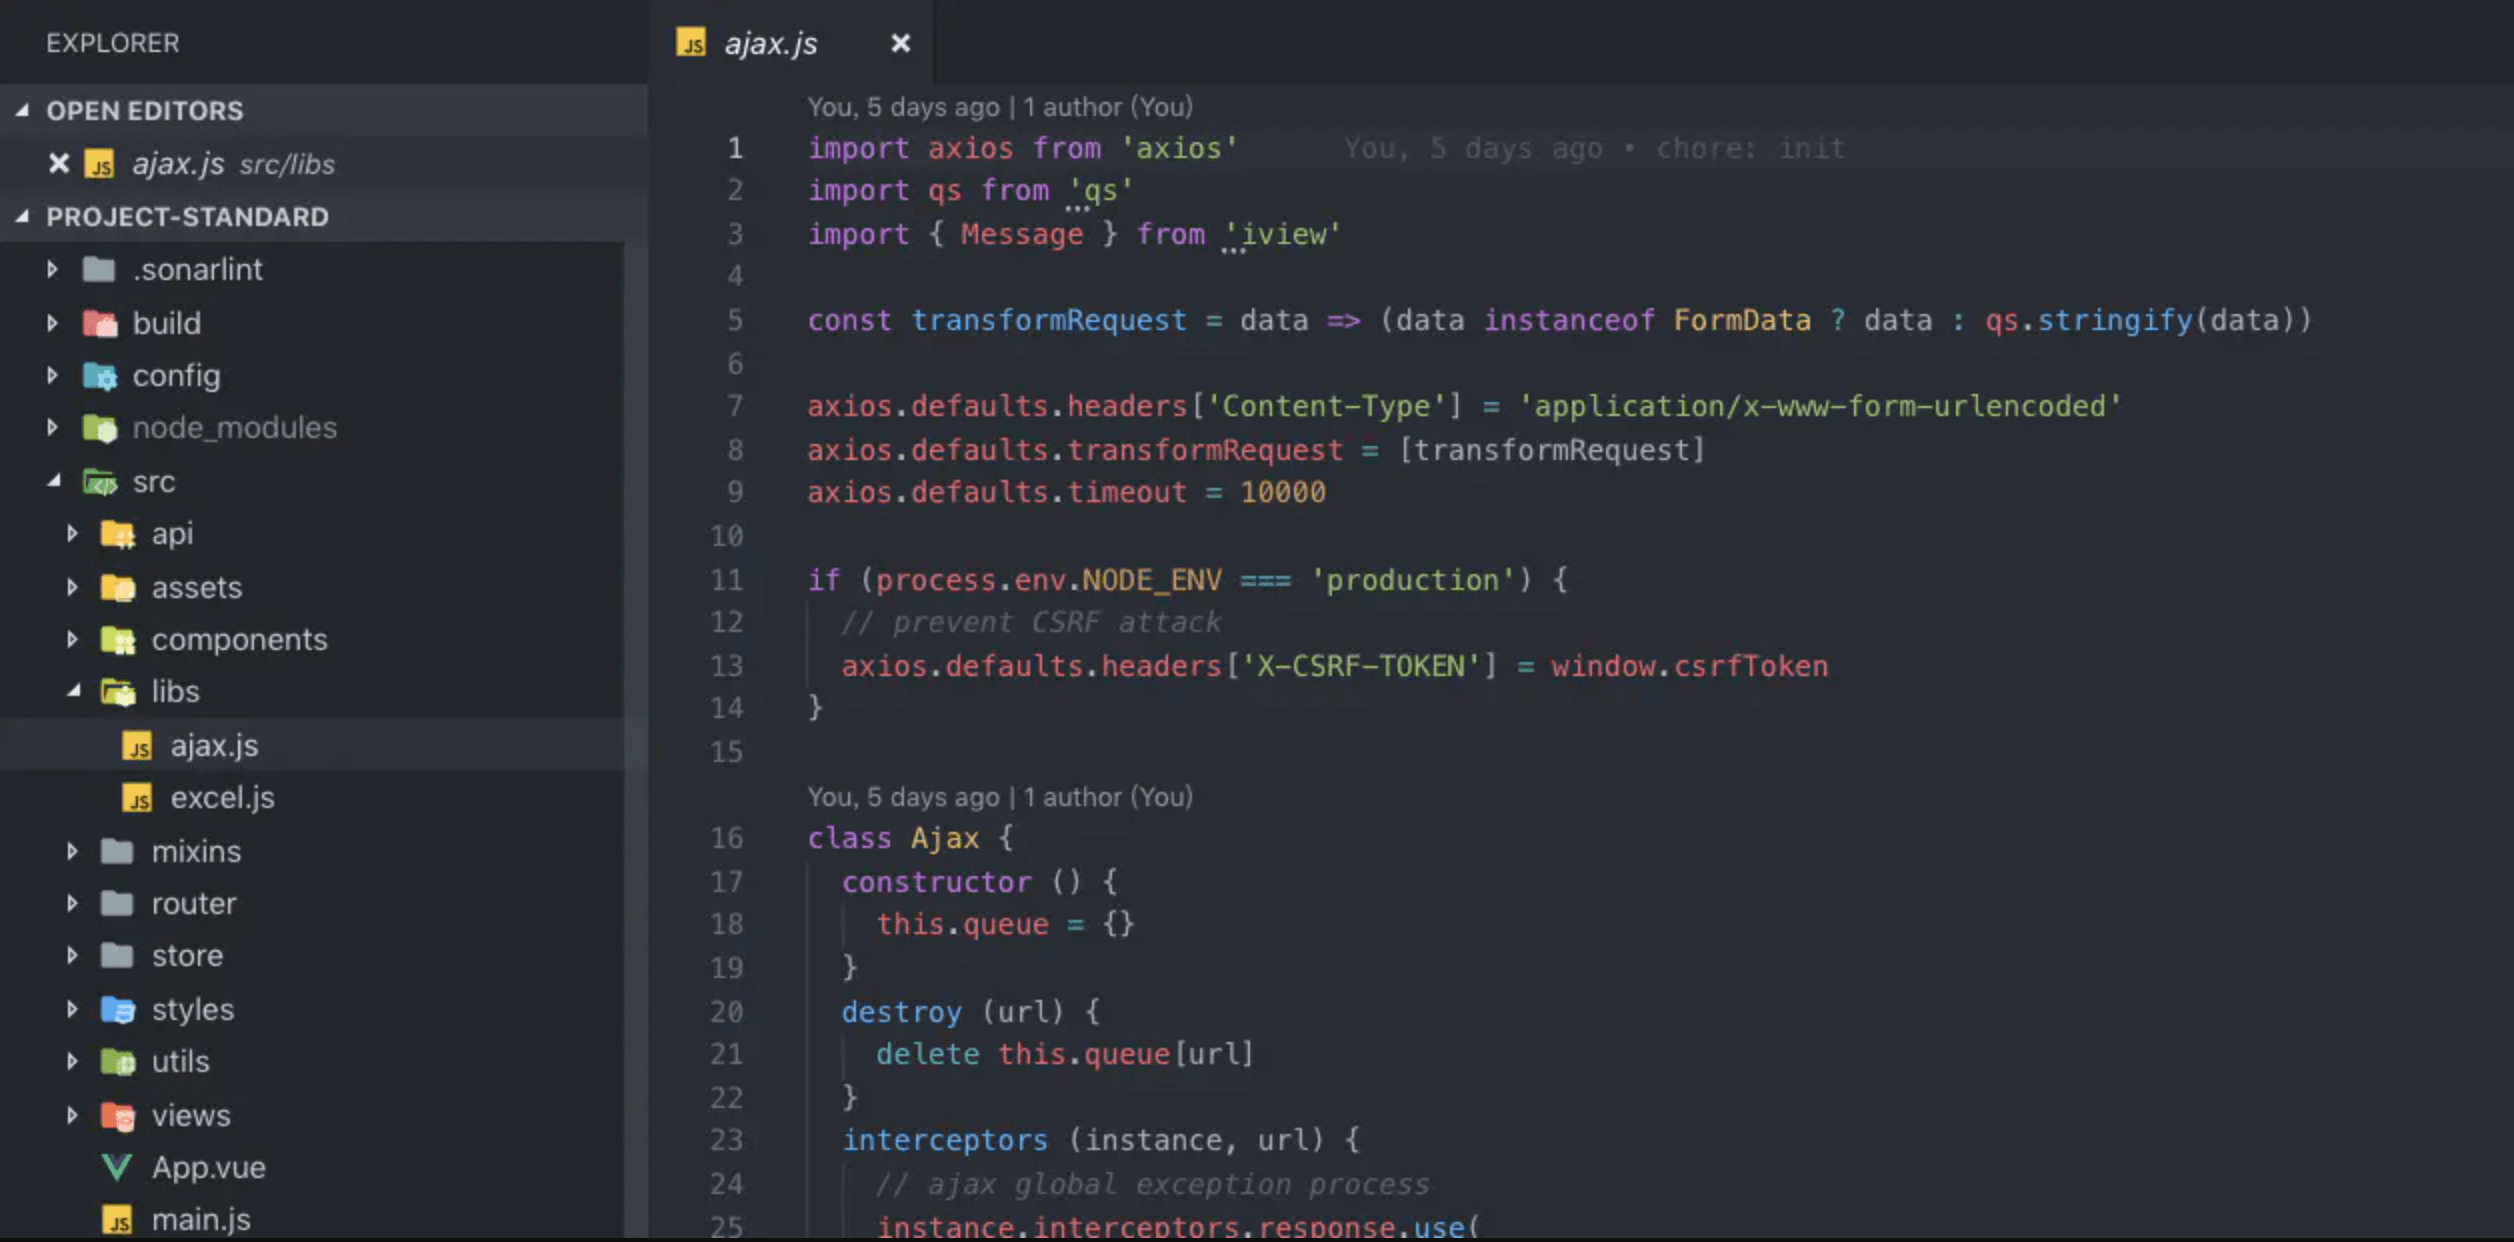 EXPLORER
OPEN EDITORS
ajax.js src/libs
PROJECT-STANDARD
.sonarlint
build
config
node_modules
src
api
assets
components
libs
JS ajax.js
JS excel.js
mixins
router
store
styles
utils
views
App.vue
JS main.js
JS ajax.js
You, 5 days ago | 1 author (You)
1 import axios from 'axios' You, 5 days ago • chore: init
2 import qs from 'qs'
3 import { Message } from 'iview'
4
5 const transformRequest = data => (data instanceof FormData ? data : qs.stringify(data))
6
7 axios.defaults.headers['Content-Type'] = 'application/x-www-form-urlencoded'
8 axios.defaults.transformRequest = [transformRequest]
9 axios.defaults.timeout = 10000
10
11 if (process.env.NODE_ENV === 'production') {
12 // prevent CSRF attack
13 axios.defaults.headers['X-CSRF-TOKEN'] = window.csrfToken
14 }
15
You, 5 days ago | 1 author (You)
16 class Ajax {
17 constructor () {
18 this.queue = {}
19 }
20 destroy (url) {
21 delete this.queue[url]
22 }
23 interceptors (instance, url) {
24 // ajax global exception process
25 instance.interceptors.response.use(